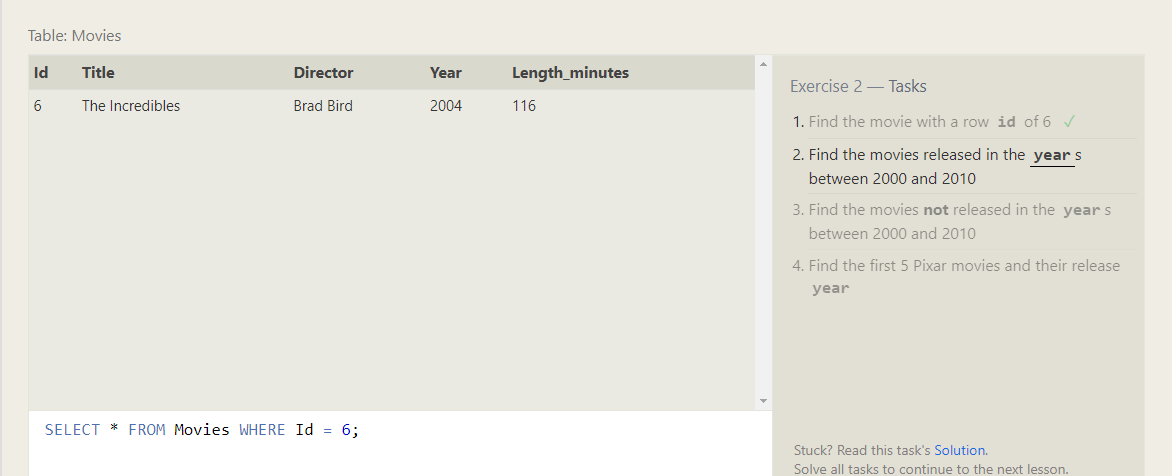 Table: Movies
Id Title Director Year Length_minutes
6 The Incredibles Brad Bird 2004 116
SELECT * FROM Movies WHERE Id = 6;
Exercise 2 — Tasks
1. Find the movie with a row id of 6 ✓
2. Find the movies released in the years
between 2000 and 2010
3. Find the movies not released in the years
between 2000 and 2010
4. Find the first 5 Pixar movies and their release
year
Stuck? Read this task's Solution.
Solve all tasks to continue to the next lesson.